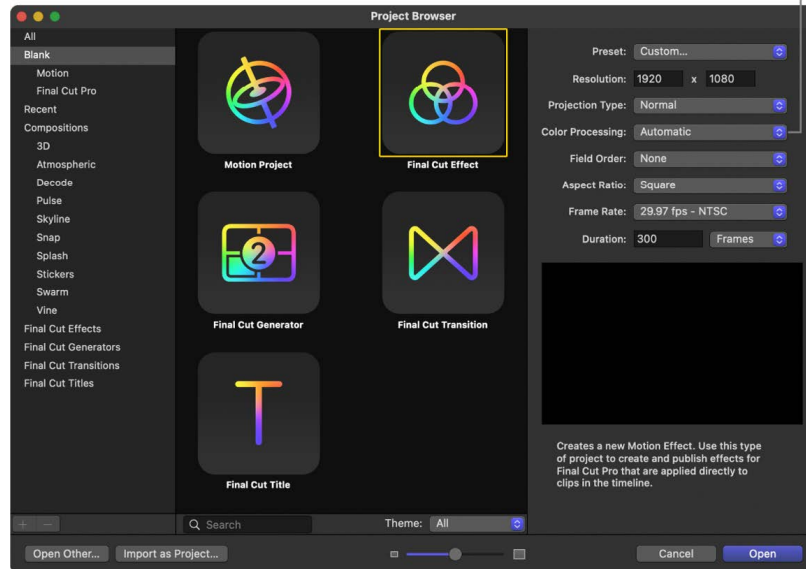 Project Browser
All
Blank
Motion
Final Cut Pro
Recent
Compositions
3D
Atmospheric
Decode
Pulse
Skyline
Snap
Splash
Stickers
Swarm
Vine
Final Cut Effects
Final Cut Generators
Final Cut Transitions
Final Cut Titles
Motion Project
Final Cut Effect
2
Final Cut Generator
Final Cut Transition
T
Final Cut Title
Search
Theme: All
Preset: Custom...
Resolution: 1920 x 1080
Projection Type: Normal
Color Processing: Automatic
Field Order: None
Aspect Ratio: Square
Frame Rate: 29.97 fps - NTSC
Duration: 300 Frames
Creates a new Motion Effect. Use this type
of project to create and publish effects for
Final Cut Pro that are applied directly to
clips in the timeline.
Open Other...
Import as Project...
Cancel
Open